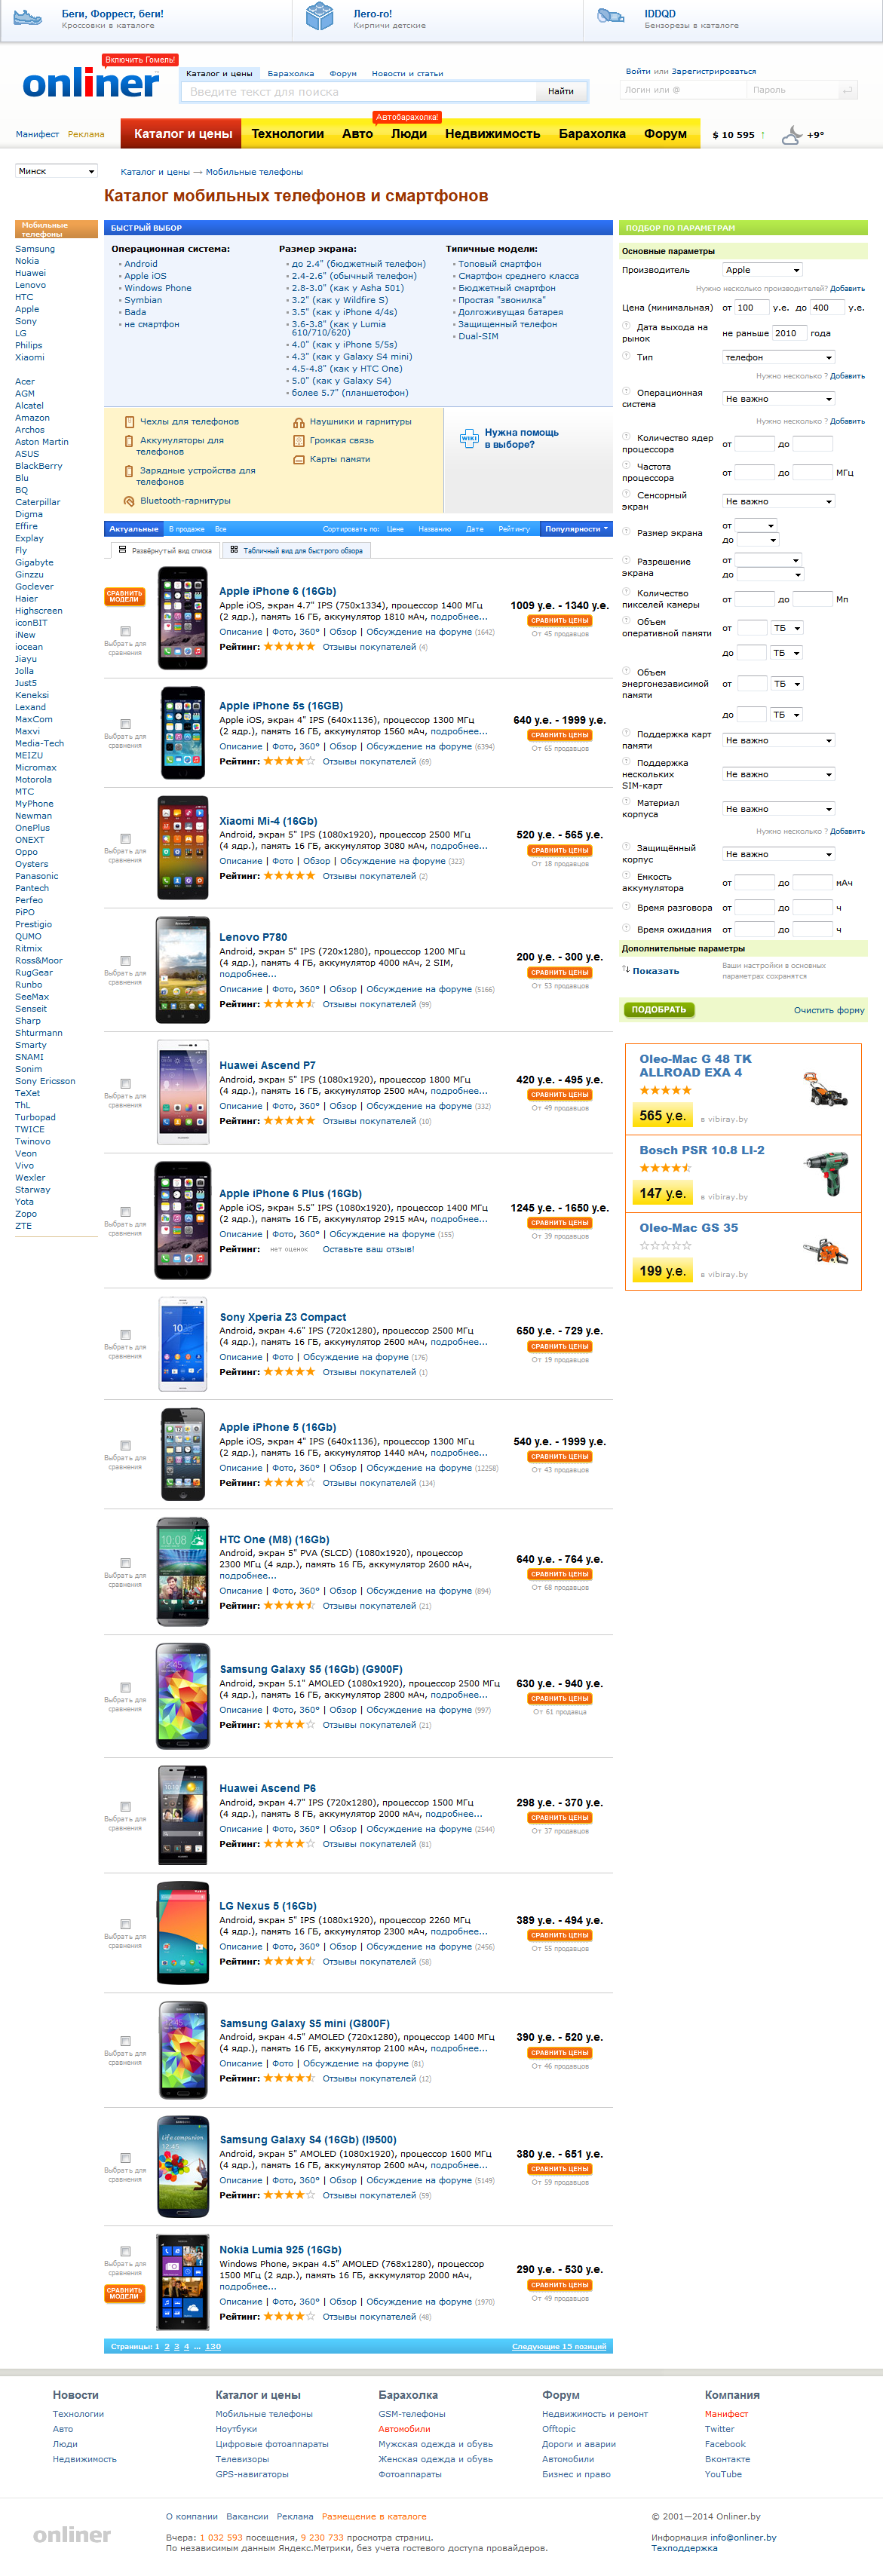 Беги, Форрест, беги!
Кроссовки в каталоге
Лего-го!
Кирпичи детские
IDDQD
Бензорезы в каталоге
Включить Гомель!
onliner
Каталог и цены Барахолка Форум Новости и статьи
Введите текст для поиска Найти
Войти или Зарегистрироваться
Логин или @ Пароль
Манифест Реклама
Автобарахолка!
Каталог и цены Технологии Авто Люди Недвижимость Барахолка Форум
$ 10 595 ↑ +9°
Минск
Каталог и цены → Мобильные телефоны
Каталог мобильных телефонов и смартфонов
Мобильные
телефоны
Samsung
Nokia
Huawei
Lenovo
HTC
Apple
Sony
LG
Philips
Xiaomi
Acer
AGM
Alcatel
Amazon
Archos
Aston Martin
ASUS
BlackBerry
Blu
BQ
Caterpillar
Digma
Effire
Explay
Fly
Gigabyte
Ginzzu
Goclever
Haier
Highscreen
iconBIT
iNew
iocean
Jiayu
Jolla
Just5
Keneksi
Lexand
MaxCom
Maxvi
Media-Tech
MEIZU
Micromax
Motorola
МТС
MyPhone
Newman
OnePlus
ONEXT
Oppo
Oysters
Panasonic
Pantech
Perfeo
PiPO
Prestigio
QUMO
Ritmix
Ross&Moor
RugGear
Runbo
SeeMax
Senseit
Sharp
Shturmann
Smarty
SNAMI
Sonim
Sony Ericsson
TeXet
ThL
Turbopad
TWICE
Twinovo
Veon
Vivo
Wexler
Starway
Yota
Zopo
ZTE
БЫСТРЫЙ ВЫБОР
Операционная система:
Android
Apple iOS
Windows Phone
Symbian
Bada
не смартфон
Размер экрана:
до 2.4" (бюджетный телефон)
2.4-2.6" (обычный телефон)
2.8-3.0" (как у Asha 501)
3.2" (как у Wildfire S)
3.5" (как у iPhone 4/4s)
3.6-3.8" (как у Lumia
610/710/620)
4.0" (как у iPhone 5/5s)
4.3" (как у Galaxy S4 mini)
4.5-4.8" (как у HTC One)
5.0" (как у Galaxy S4)
более 5.7" (планшетофон)
Типичные модели:
Топовый смартфон
Смартфон среднего класса
Бюджетный смартфон
Простая "звонилка"
Долгоживущая батарея
Защищенный телефон
Dual-SIM
Чехлы для телефонов
Аккумуляторы для
телефонов
Зарядные устройства для
телефонов
Bluetooth-гарнитуры
Наушники и гарнитуры
Громкая связь
Карты памяти
WIKI
Нужна помощь
в выборе?
Актуальные В продаже Все Сортировать по: Цене Названию Дате Рейтингу Популярности
Развёрнутый вид списка Табличный вид для быстрого обзора
СРАВНИТЬ
МОДЕЛИ
Выбрать для
сравнения
Apple iPhone 6 (16Gb)
Apple iOS, экран 4.7" IPS (750x1334), процессор 1400 МГц
(2 ядр.), память 16 ГБ, аккумулятор 1810 мАч, подробнее...
Описание | Фото, 360° | Обзор | Обсуждение на форуме (1642)
Рейтинг: Отзывы покупателей (4)
1009 у.е. - 1340 у.е.
СРАВНИТЬ ЦЕНЫ
От 45 продавцов
Выбрать для
сравнения
Apple iPhone 5s (16GB)
Apple iOS, экран 4" IPS (640x1136), процессор 1300 МГц
(2 ядр.), память 16 ГБ, аккумулятор 1560 мАч, подробнее...
Описание | Фото, 360° | Обзор | Обсуждение на форуме (6394)
Рейтинг: Отзывы покупателей (69)
640 у.е. - 1999 у.е.
СРАВНИТЬ ЦЕНЫ
От 65 продавцов
Выбрать для
сравнения
Xiaomi Mi-4 (16Gb)
Android, экран 5" IPS (1080x1920), процессор 2500 МГц
(4 ядр.), память 16 ГБ, аккумулятор 3080 мАч, подробнее...
Описание | Фото | Обзор | Обсуждение на форуме (323)
Рейтинг: Отзывы покупателей (2)
520 у.е. - 565 у.е.
СРАВНИТЬ ЦЕНЫ
От 18 продавцов
Выбрать для
сравнения
Lenovo P780
Android, экран 5" IPS (720x1280), процессор 1200 МГц
(4 ядр.), память 4 ГБ, аккумулятор 4000 мАч, 2 SIM,
подробнее...
Описание | Фото, 360° | Обзор | Обсуждение на форуме (5166)
Рейтинг: Отзывы покупателей (99)
200 у.е. - 300 у.е.
СРАВНИТЬ ЦЕНЫ
От 53 продавцов
Выбрать для
сравнения
Huawei Ascend P7
Android, экран 5" IPS (1080x1920), процессор 1800 МГц
(4 ядр.), память 16 ГБ, аккумулятор 2500 мАч, подробнее...
Описание | Фото, 360° | Обзор | Обсуждение на форуме (332)
Рейтинг: Отзывы покупателей (10)
420 у.е. - 495 у.е.
СРАВНИТЬ ЦЕНЫ
От 49 продавцов
Выбрать для
сравнения
Apple iPhone 6 Plus (16Gb)
Apple iOS, экран 5.5" IPS (1080x1920), процессор 1400 МГц
(2 ядр.), память 16 ГБ, аккумулятор 2915 мАч, подробнее...
Описание | Фото, 360° | Обсуждение на форуме (155)
Рейтинг: нет оценок Оставьте ваш отзыв!
1245 у.е. - 1650 у.е.
СРАВНИТЬ ЦЕНЫ
От 39 продавцов
Выбрать для
сравнения
Sony Xperia Z3 Compact
Android, экран 4.6" IPS (720x1280), процессор 2500 МГц
(4 ядр.), память 16 ГБ, аккумулятор 2600 мАч, подробнее...
Описание | Фото | Обсуждение на форуме (176)
Рейтинг: Отзывы покупателей (1)
650 у.е. - 729 у.е.
СРАВНИТЬ ЦЕНЫ
От 19 продавцов
Выбрать для
сравнения
Apple iPhone 5 (16Gb)
Apple iOS, экран 4" IPS (640x1136), процессор 1300 МГц
(2 ядр.), память 16 ГБ, аккумулятор 1440 мАч, подробнее...
Описание | Фото, 360° | Обзор | Обсуждение на форуме (12258)
Рейтинг: Отзывы покупателей (134)
540 у.е. - 1999 у.е.
СРАВНИТЬ ЦЕНЫ
От 43 продавцов
Выбрать для
сравнения
HTC One (M8) (16Gb)
Android, экран 5" PVA (SLCD) (1080x1920), процессор
2300 МГц (4 ядр.), память 16 ГБ, аккумулятор 2600 мАч,
подробнее...
Описание | Фото, 360° | Обзор | Обсуждение на форуме (894)
Рейтинг: Отзывы покупателей (21)
640 у.е. - 764 у.е.
СРАВНИТЬ ЦЕНЫ
От 68 продавцов
Выбрать для
сравнения
Samsung Galaxy S5 (16Gb) (G900F)
Android, экран 5.1" AMOLED (1080x1920), процессор 2500 МГц
(4 ядр.), память 16 ГБ, аккумулятор 2800 мАч, подробнее...
Описание | Фото, 360° | Обзор | Обсуждение на форуме (997)
Рейтинг: Отзывы покупателей (21)
630 у.е. - 940 у.е.
СРАВНИТЬ ЦЕНЫ
От 61 продавца
Выбрать для
сравнения
Huawei Ascend P6
Android, экран 4.7" IPS (720x1280), процессор 1500 МГц
(4 ядр.), память 8 ГБ, аккумулятор 2000 мАч, подробнее...
Описание | Фото, 360° | Обзор | Обсуждение на форуме (2544)
Рейтинг: Отзывы покупателей (81)
298 у.е. - 370 у.е.
СРАВНИТЬ ЦЕНЫ
От 37 продавцов
Выбрать для
сравнения
LG Nexus 5 (16Gb)
Android, экран 5" IPS (1080x1920), процессор 2260 МГц
(4 ядр.), память 16 ГБ, аккумулятор 2300 мАч, подробнее...
Описание | Фото, 360° | Обзор | Обсуждение на форуме (2456)
Рейтинг: Отзывы покупателей (58)
389 у.е. - 494 у.е.
СРАВНИТЬ ЦЕНЫ
От 55 продавцов
Выбрать для
сравнения
Samsung Galaxy S5 mini (G800F)
Android, экран 4.5" AMOLED (720x1280), процессор 1400 МГц
(4 ядр.), память 16 ГБ, аккумулятор 2100 мАч, подробнее...
Описание | Фото | Обсуждение на форуме (81)
Рейтинг: Отзывы покупателей (12)
390 у.е. - 520 у.е.
СРАВНИТЬ ЦЕНЫ
От 46 продавцов
Выбрать для
сравнения
Samsung Galaxy S4 (16Gb) (I9500)
Android, экран 5" AMOLED (1080x1920), процессор 1600 МГц
(4 ядр.), память 16 ГБ, аккумулятор 2600 мАч, подробнее...
Описание | Фото, 360° | Обзор | Обсуждение на форуме (5149)
Рейтинг: Отзывы покупателей (59)
380 у.е. - 651 у.е.
СРАВНИТЬ ЦЕНЫ
От 59 продавцов
Выбрать для
сравнения
СРАВНИТЬ
МОДЕЛИ
Nokia Lumia 925 (16Gb)
Windows Phone, экран 4.5" AMOLED (768x1280), процессор
1500 МГц (2 ядр.), память 16 ГБ, аккумулятор 2000 мАч,
подробнее...
Описание | Фото, 360° | Обзор | Обсуждение на форуме (1970)
Рейтинг: Отзывы покупателей (48)
290 у.е. - 530 у.е.
СРАВНИТЬ ЦЕНЫ
От 49 продавцов
Страницы: 1 2 3 4 ... 130 Следующие 15 позиций
ПОДБОР ПО ПАРАМЕТРАМ
Основные параметры
Производитель Apple
Нужно несколько производителей? Добавить
Цена (минимальная) от 100 у.е. до 400 у.е.
Дата выхода на
рынок не раньше 2010 года
Тип телефон
Нужно несколько ? Добавить
Операционная
система Не важно
Нужно несколько ? Добавить
Количество ядер
процессора от до
Частота
процессора от до МГц
Сенсорный
экран Не важно
Размер экрана от
до
Разрешение
экрана от
до
Количество
пикселей камеры от до Мп
Объем
оперативной памяти от ТБ
до ТБ
Объем
энергонезависимой
памяти от ТБ
до ТБ
Поддержка карт
памяти Не важно
Поддержка
нескольких
SIM-карт Не важно
Материал
корпуса Не важно
Нужно несколько ? Добавить
Защищённый
корпус Не важно
Емкость
аккумулятора от до мАч
Время разговора от до ч
Время ожидания от до ч
Дополнительные параметры
Показать
Ваши настройки в основных
параметрах сохранятся
ПОДОБРАТЬ Очистить форму
Oleo-Mac G 48 TK
ALLROAD EXA 4
565 у.е. в vibiray.by
Bosch PSR 10.8 LI-2
147 у.е. в vibiray.by
Oleo-Mac GS 35
199 у.е. в vibiray.by
Новости
Технологии
Авто
Люди
Недвижимость
Каталог и цены
Мобильные телефоны
Ноутбуки
Цифровые фотоаппараты
Телевизоры
GPS-навигаторы
Барахолка
GSM-телефоны
Автомобили
Мужская одежда и обувь
Женская одежда и обувь
Фотоаппараты
Форум
Недвижимость и ремонт
Offtopic
Дороги и аварии
Автомобили
Бизнес и право
Компания
Манифест
Twitter
Facebook
Вконтакте
YouTube
onliner
О компании Вакансии Реклама Размещение в каталоге
Вчера: 1 032 593 посещения, 9 230 733 просмотра страниц.
По независимым данным Яндекс.Метрики, без учета гостевого доступа провайдеров.
© 2001—2014 Onliner.by
Информация info@onliner.by
Техподдержка